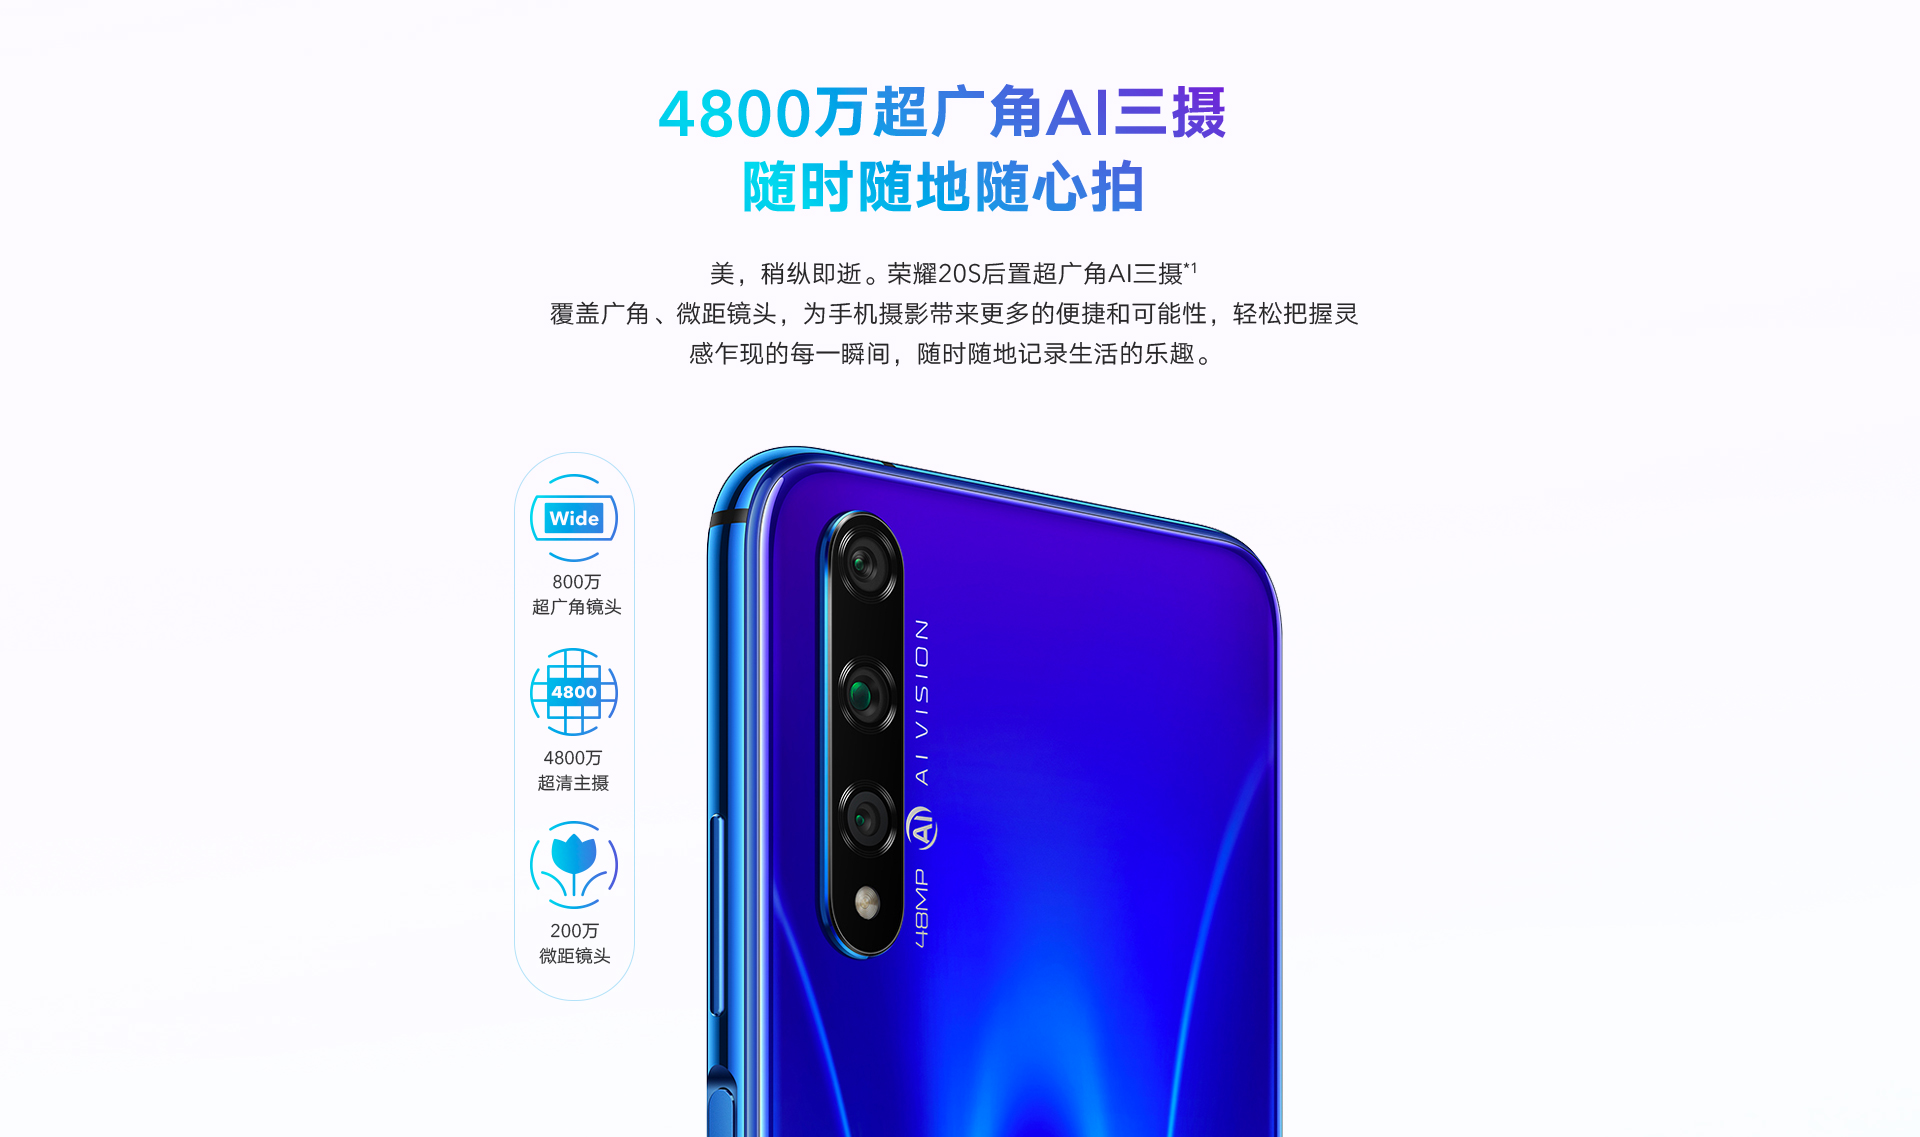 4800万超广角AI三摄
随时随地随心拍
美，稍纵即逝。荣耀20S后置超广角AI三摄*1
覆盖广角、微距镜头，为手机摄影带来更多的便捷和可能性，轻松把握灵
感乍现的每一瞬间，随时随地记录生活的乐趣。
Wide
800万
超广角镜头
4800
4800万
超清主摄
200万
微距镜头
48MP AI AI VISION